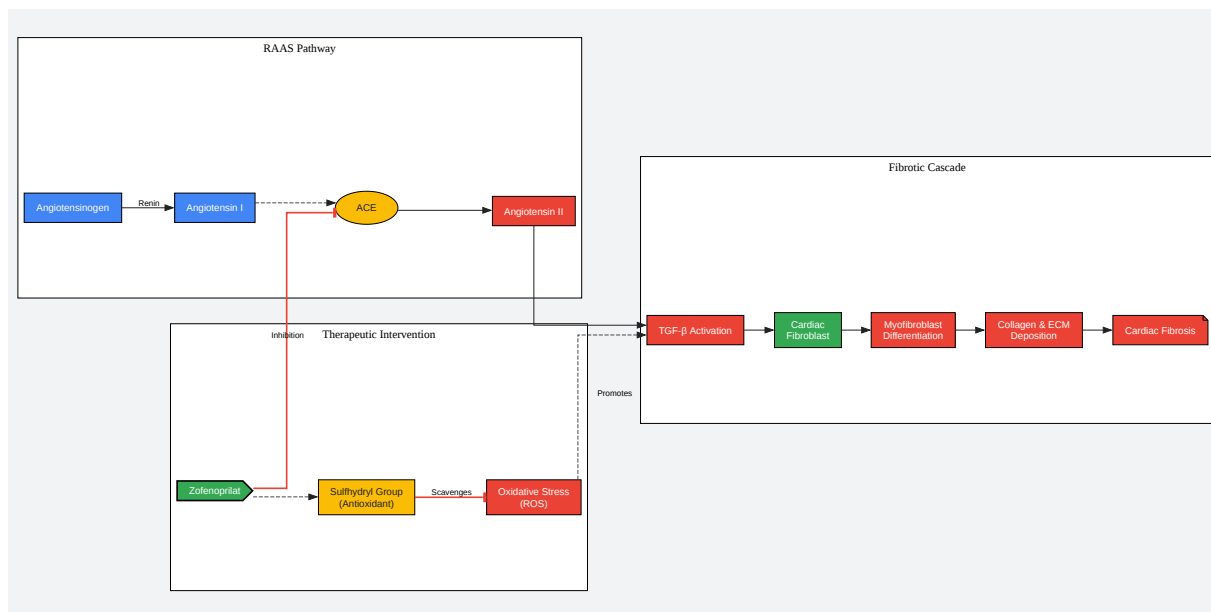 RAAS Pathway
Angiotensinogen
Renin
Angiotensin I
ACE
Angiotensin II
Inhibition
Therapeutic Intervention
Zofenoprilat
Sulfhydryl Group
(Antioxidant)
Scavenges
Oxidative Stress
(ROS)
Promotes
Fibrotic Cascade
TGF-β Activation
Cardiac
Fibroblast
Myofibroblast
Differentiation
Collagen & ECM
Deposition
Cardiac Fibrosis